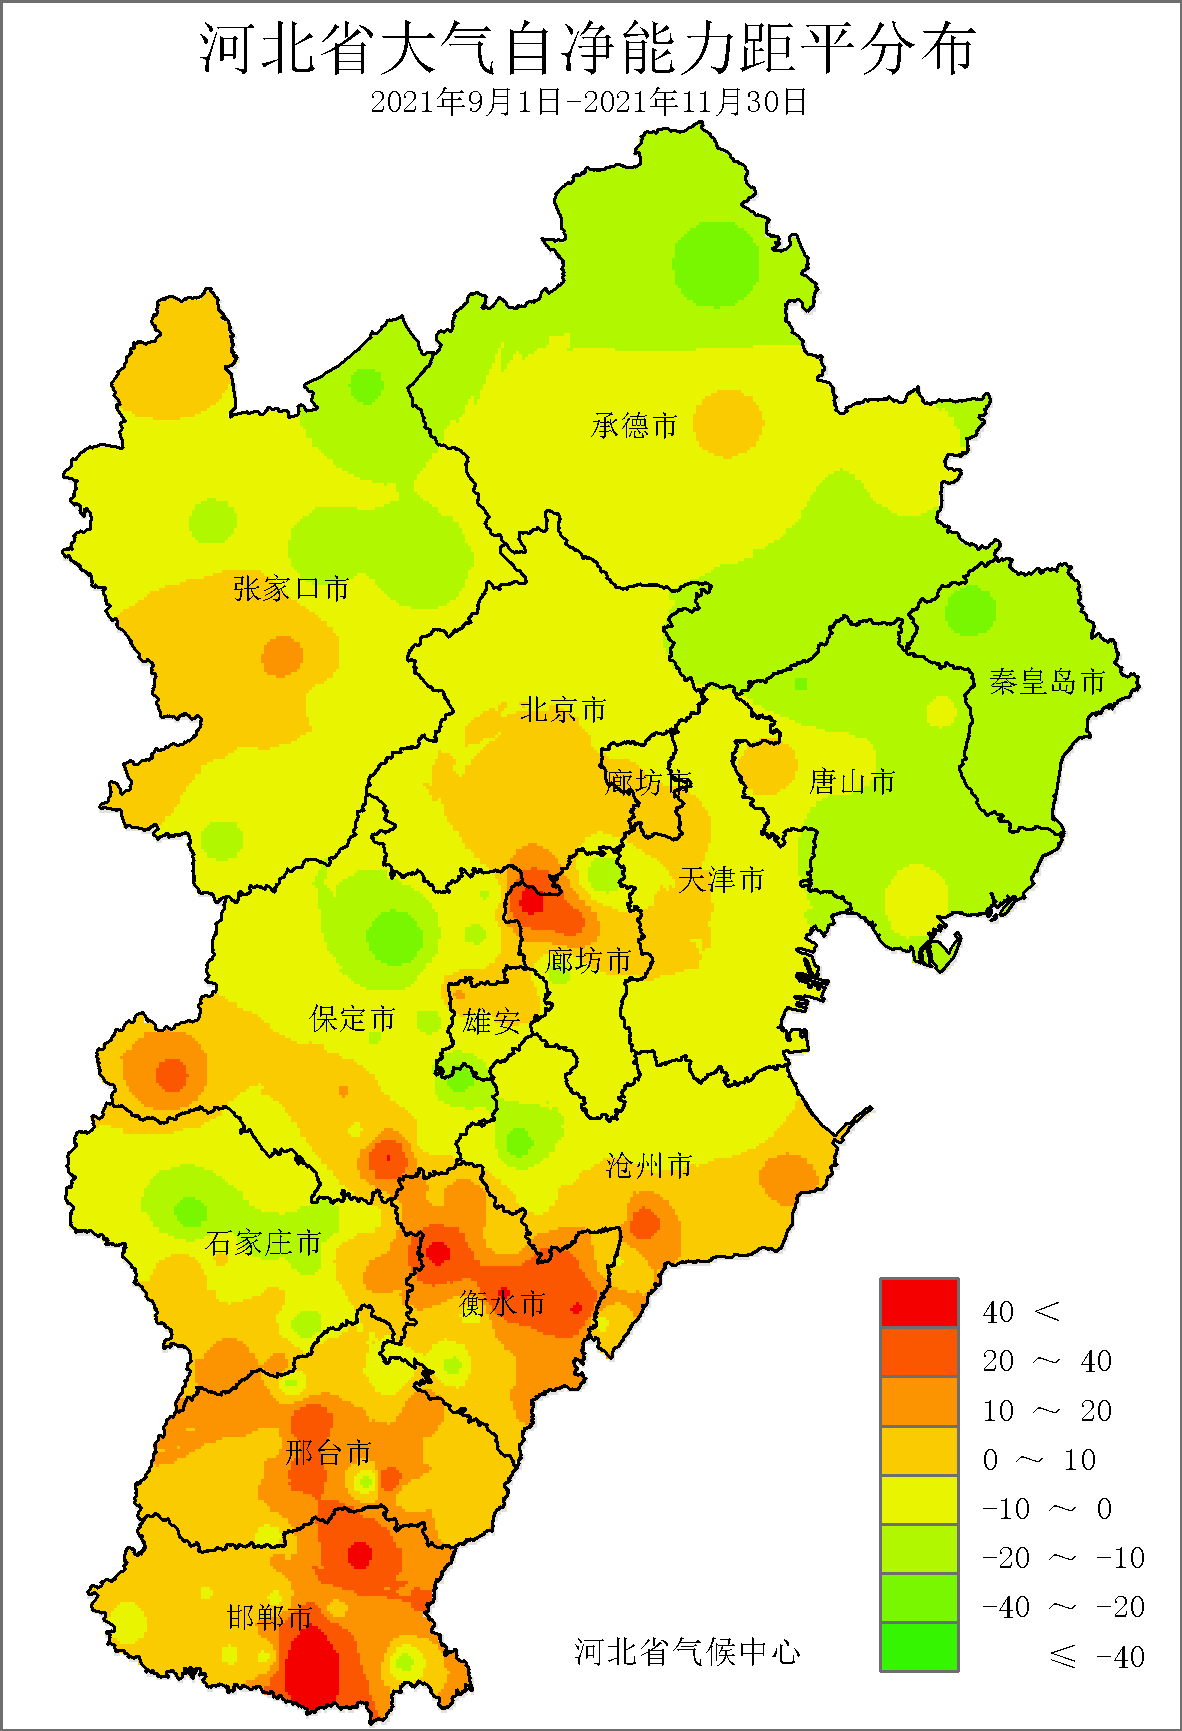 河北省大气自净能力距平分布
2021年9月1日-2021年11月30日
承德市
张家口市
秦皇岛市
北京市
廊坊市
唐山市
天津市
廊坊市
保定市
雄安
沧州市
石家庄市
衡水市
邢台市
邯郸市
40 <
20 ～ 40
10 ～ 20
0 ～ 10
-10 ～ 0
-20 ～ -10
-40 ～ -20
≤ -40
河北省气候中心